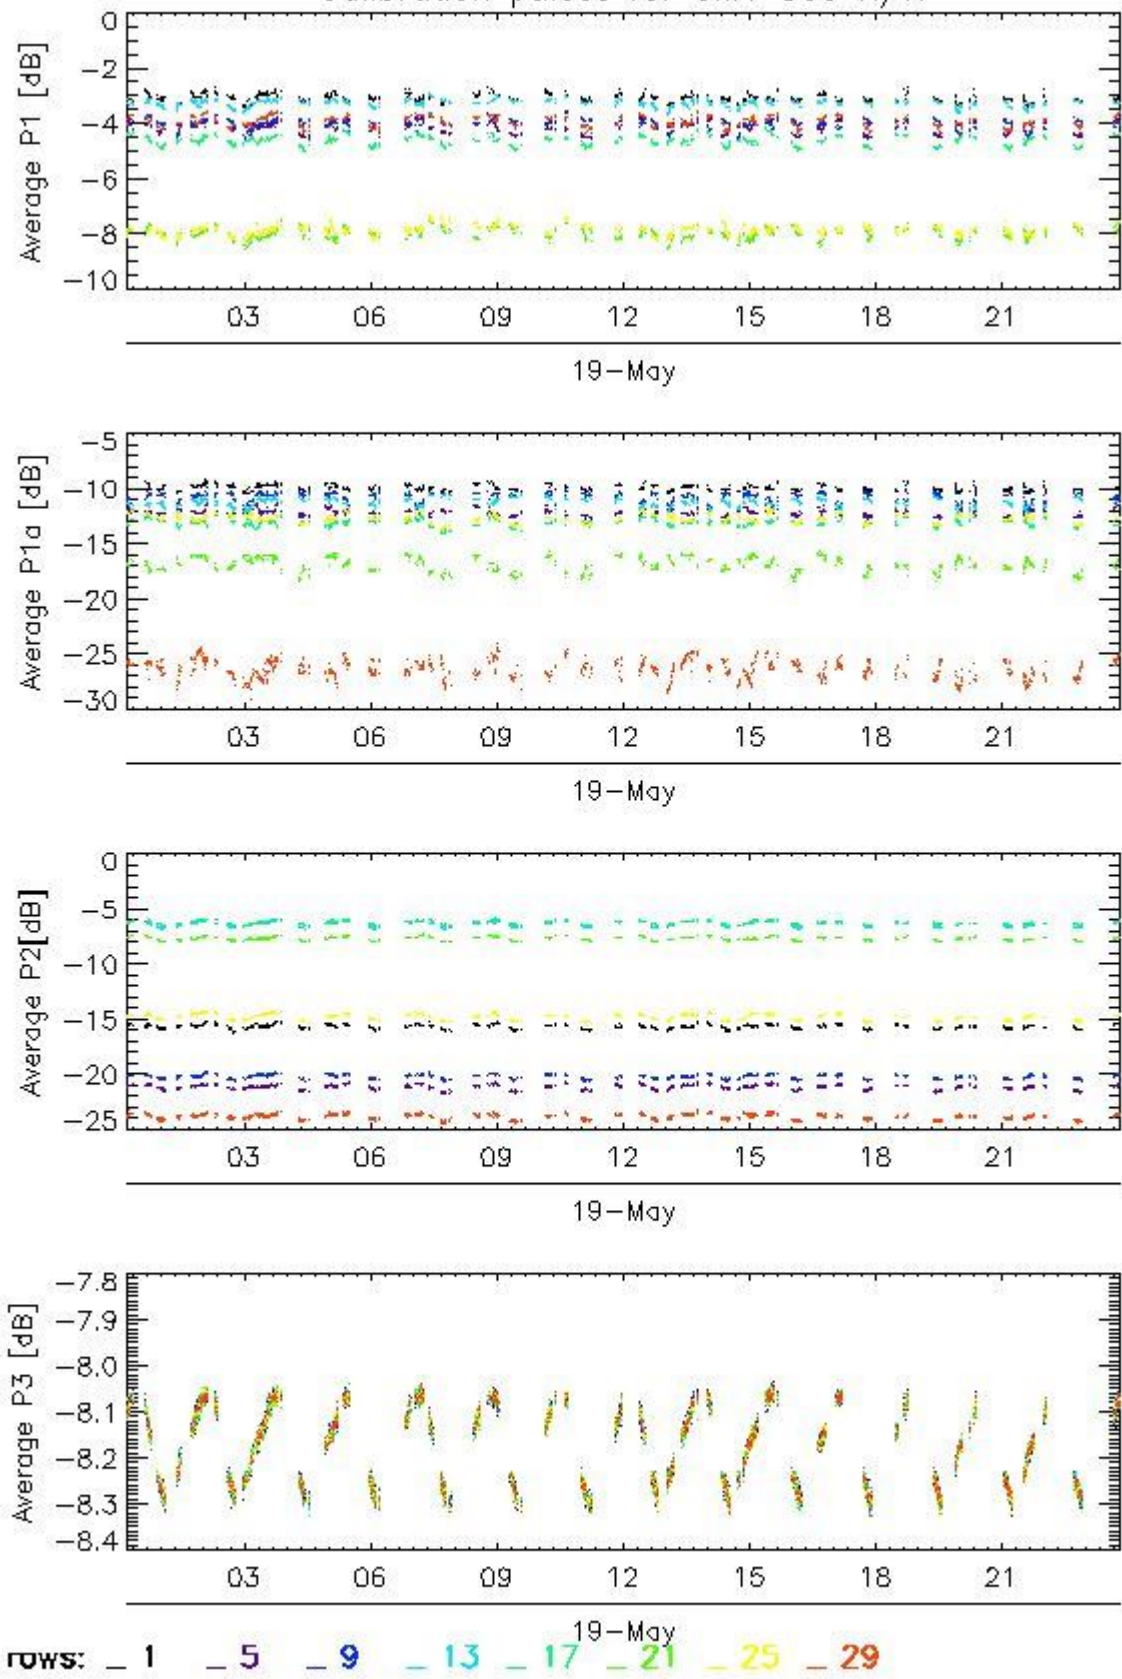 Average P1 [dB]
0
−2
−4
−6
−8
−10
03 06 09 12 15 18 21
19−May
Average P1a [dB]
−5
−10
−15
−20
−25
−30
03 06 09 12 15 18 21
19−May
Average P2[dB]
0
−5
−10
−15
−20
−25
03 06 09 12 15 18 21
19−May
Average P3 [dB]
−7.8
−7.9
−8.0
−8.1
−8.2
−8.3
−8.4
03 06 09 12 15 18 21
19−May
rows: _ 1 _ 5 _ 9 _ 13 _ 17 _ 21 _ 25 _ 29